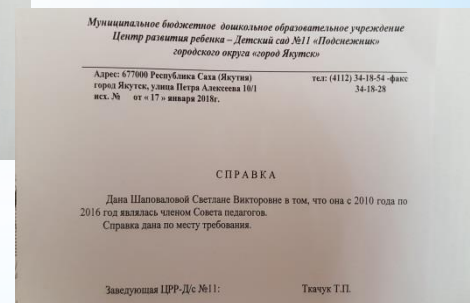 Муниципальное бюджетное дошкольное образовательное учреждение
Центр развития ребенка – Детский сад №11 «Подснежник»
городского округа «город Якутск»
Адрес: 677000 Республика Саха (Якутия) тел: (4112) 34-18-54 -факс
город Якутск, улица Петра Алексеева 10/1 34-18-28
исх. № от « 17 » января 2018г.
СПРАВКА
Дана Шаповаловой Светлане Викторовне в том, что она с 2010 года по
2016 год являлась членом Совета педагогов.
Справка дана по месту требования.
Заведующая ЦРР-Д/с №11: Ткачук Т.П.